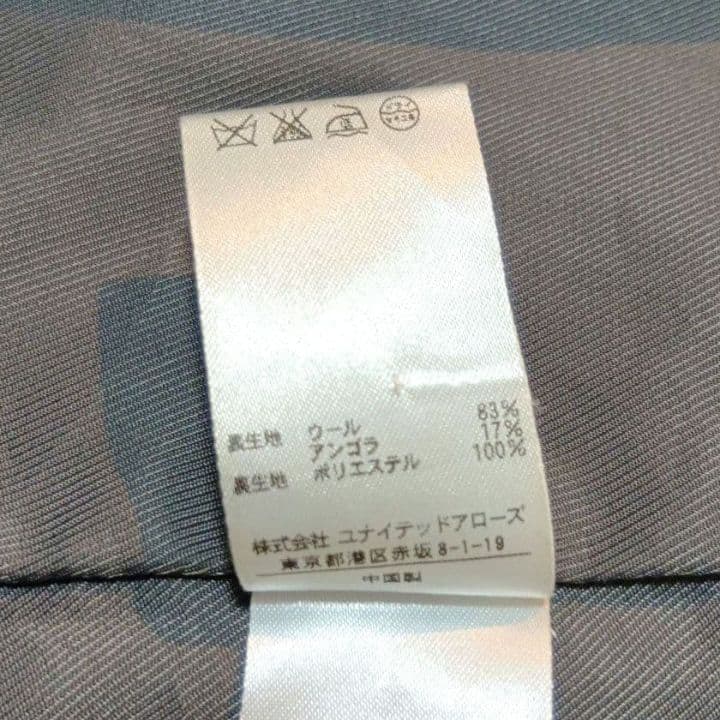 表生地 ウール 83%
アンゴラ 17%
裏生地 ポリエステル 100%
株式会社 ユナイテッドアローズ
東京都港区赤坂8-1-19
中国製